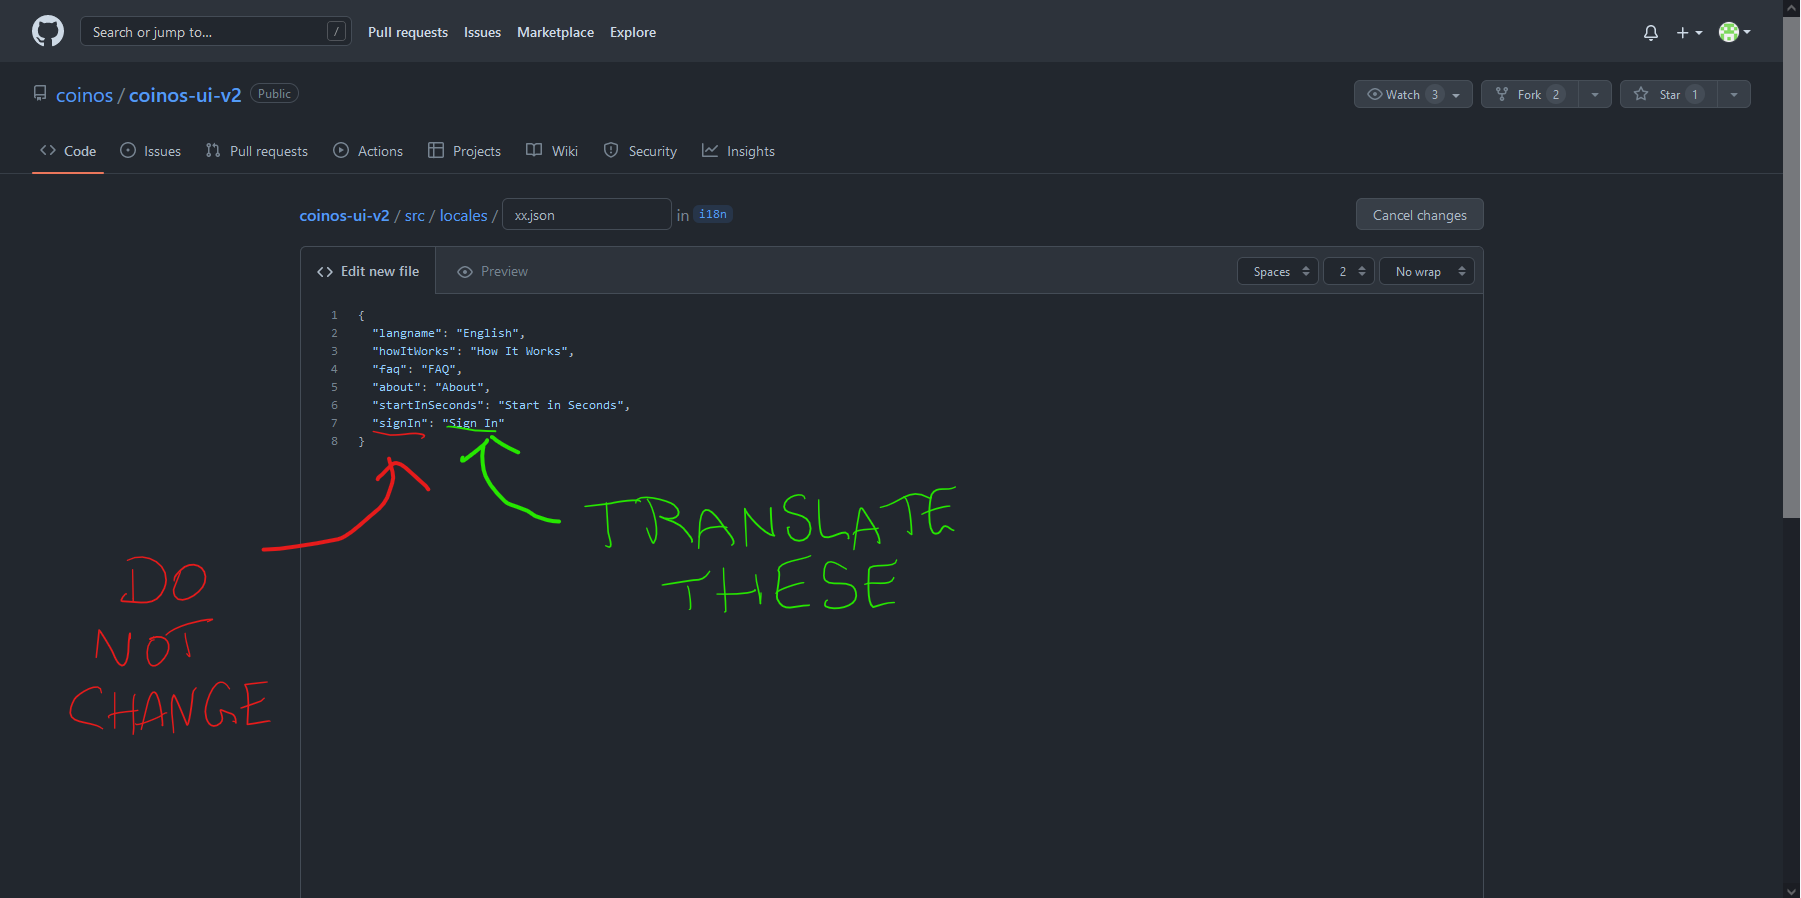 Search or jump to... /
Pull requests Issues Marketplace Explore
coinos / coinos-ui-v2 Public
Watch 3 Fork 2 Star 1
Code Issues Pull requests Actions Projects Wiki Security Insights
coinos-ui-v2 / src / locales / xx.json in i18n
Cancel changes
Edit new file Preview
Spaces 2 No wrap
1 {
2 "langname": "English",
3 "howItWorks": "How It Works",
4 "faq": "FAQ",
5 "about": "About",
6 "startInSeconds": "Start in Seconds",
7 "signIn": "Sign In"
8 }
TRANSLATE
THESE
DO
NOT
CHANGE